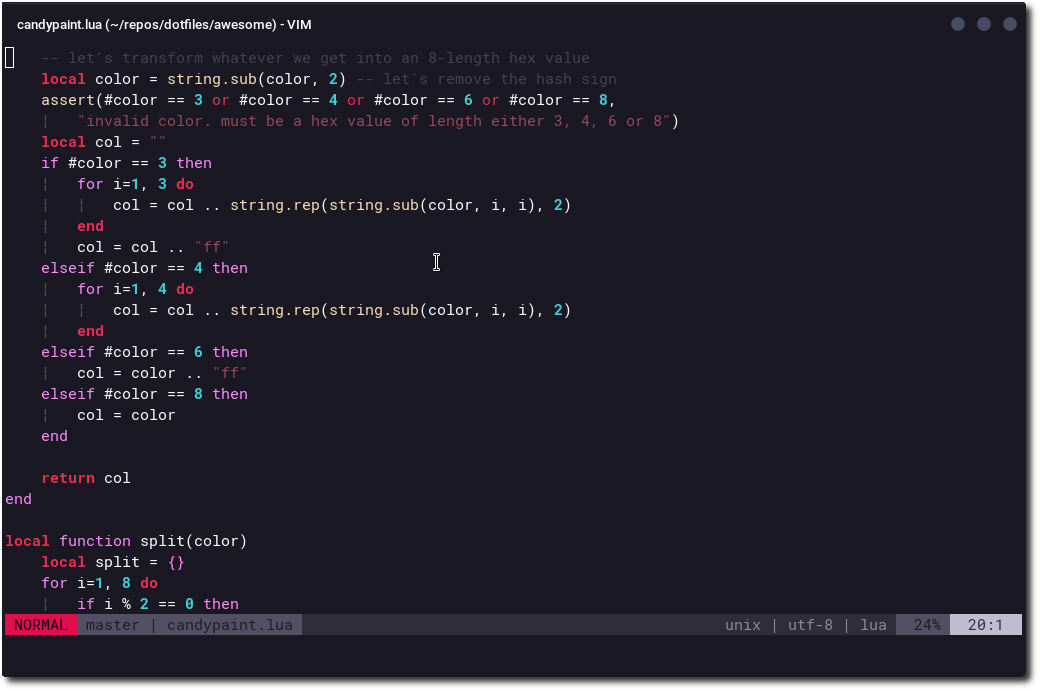 candypaint.lua (~/repos/dotfiles/awesome) - VIM
    -- let's transform whatever we get into an 8-length hex value
    local color = string.sub(color, 2) -- let's remove the hash sign
    assert(#color == 3 or #color == 4 or #color == 6 or #color == 8,
    ¦   "invalid color. must be a hex value of length either 3, 4, 6 or 8")
    local col = ""
    if #color == 3 then
    ¦   for i=1, 3 do
    ¦   ¦   col = col .. string.rep(string.sub(color, i, i), 2)
    ¦   end
    ¦   col = col .. "ff"
    elseif #color == 4 then
    ¦   for i=1, 4 do
    ¦   ¦   col = col .. string.rep(string.sub(color, i, i), 2)
    ¦   end
    elseif #color == 6 then
    ¦   col = color .. "ff"
    elseif #color == 8 then
    ¦   col = color
    end
    return col
end
local function split(color)
    local split = {}
    for i=1, 8 do
    ¦   if i % 2 == 0 then
NORMAL master | candypaint.lua unix | utf-8 | lua 24% 20:1